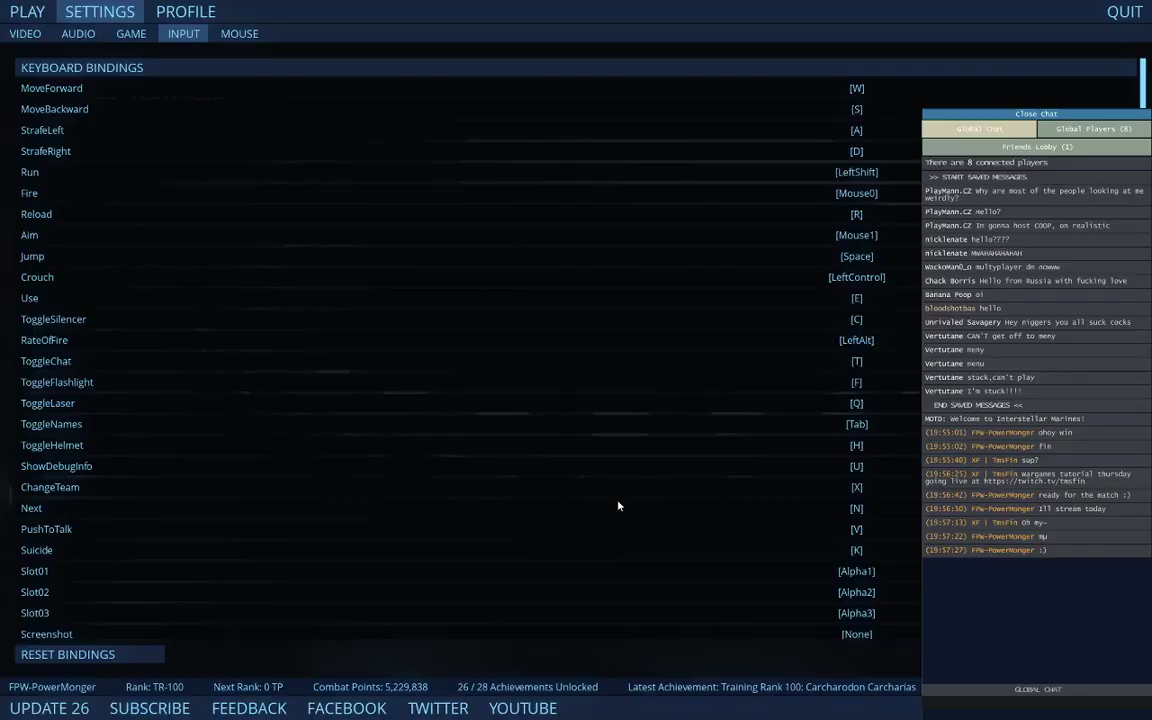 PLAY SETTINGS PROFILE QUIT
VIDEO AUDIO GAME INPUT MOUSE
KEYBOARD BINDINGS
MoveForward [W]
MoveBackward [S]
StrafeLeft [A]
StrafeRight [D]
Run [LeftShift]
Fire [Mouse0]
Reload [R]
Aim [Mouse1]
Jump [Space]
Crouch [LeftControl]
Use [E]
ToggleSilencer [C]
RateOfFire [LeftAlt]
ToggleChat [T]
ToggleFlashlight [F]
ToggleLaser [Q]
ToggleNames [Tab]
ToggleHelmet [H]
ShowDebugInfo [U]
ChangeTeam [X]
Next [N]
PushToTalk [V]
Suicide [K]
Slot01 [Alpha1]
Slot02 [Alpha2]
Slot03 [Alpha3]
Screenshot [None]
RESET BINDINGS
Close Chat
Global Chat Global Players (8)
Friends Lobby (1)
There are 8 connected players
>> START SAVED MESSAGES
PlayMann.CZ Why are most of the people looking at me
weirdly?
PlayMann.CZ Hello?
PlayMann.CZ Im gonna host COOP, on realistic
nicklenate hello????
nicklenate MWAHAHAHAHAH
WackoMan0_o multyplayer dm nowww
Chack Borris Hello from Russia with fucking love
Banana Poop oi
bloodshotbas hello
Unrivaled Savagery Hey niggers you all suck cocks
Vertutame CAN'T get off to meny
Vertutame meny
Vertutame menu
Vertutame stuck,can't play
Vertutame I'm stuck!!!!
END SAVED MESSAGES <<
MOTD: Welcome to Interstellar Marines!
(19:55:01) FPW-PowerMonger ohoy win
(19:55:02) FPW-PowerMonger fin
(19:55:40) XF | TmsFin sup?
(19:56:25) XF | TmsFin wargames tutorial thursday
going live at https://twitch.tv/tmsfin
(19:56:42) FPW-PowerMonger ready for the match :)
(19:56:50) FPW-PowerMonger Ill stream today
(19:57:13) XF | TmsFin Oh my~
(19:57:22) FPW-PowerMonger mµ
(19:57:27) FPW-PowerMonger :)
GLOBAL CHAT
FPW-PowerMonger Rank: TR-100 Next Rank: 0 TP Combat Points: 5,229,838 26 / 28 Achievements Unlocked Latest Achievement: Training Rank 100: Carcharodon Carcharias
UPDATE 26 SUBSCRIBE FEEDBACK FACEBOOK TWITTER YOUTUBE